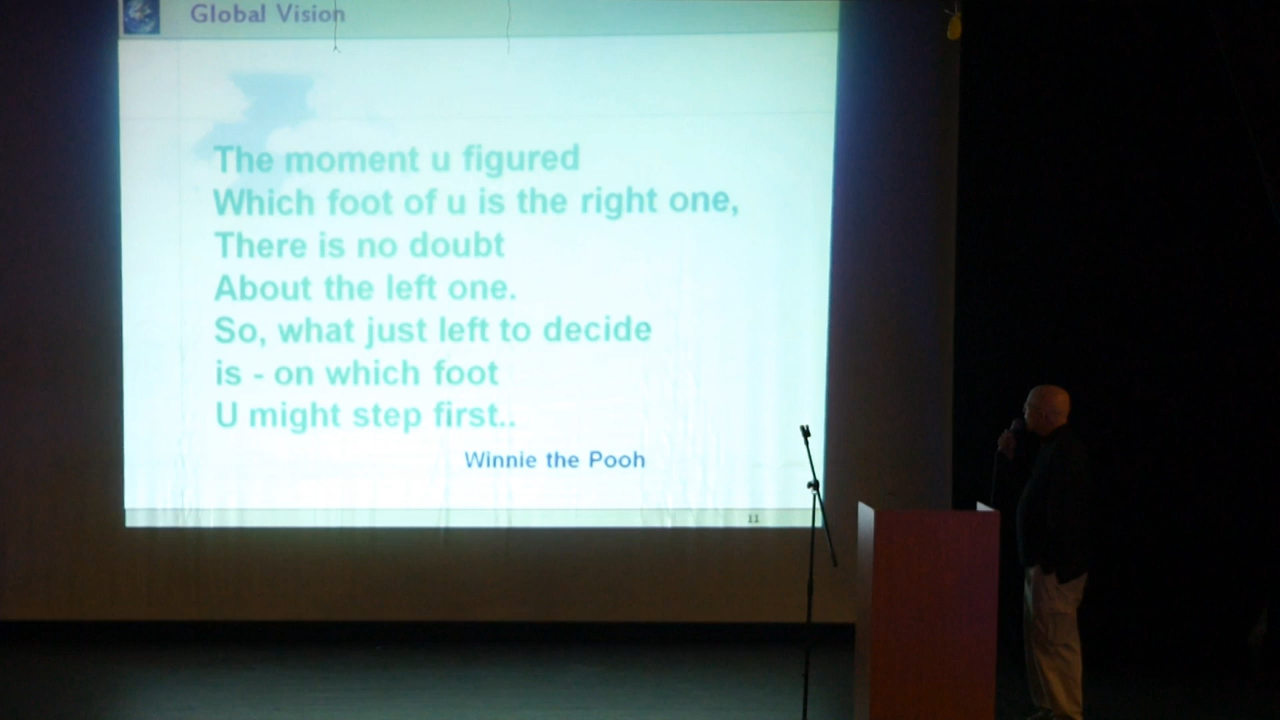 Global Vision
The moment u figured
Which foot of u is the right one,
There is no doubt
About the left one.
So, what just left to decide
is - on which foot
U might step first..
Winnie the Pooh
11